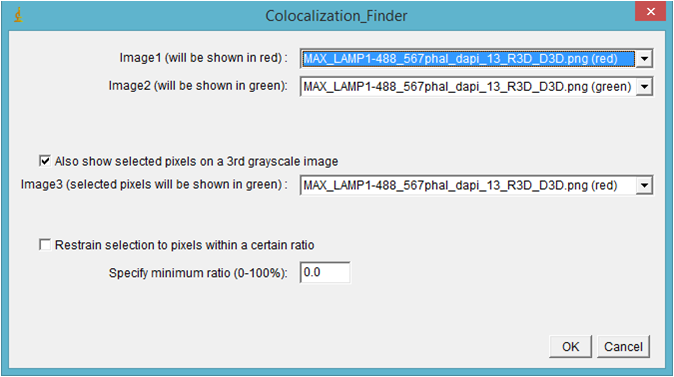 Colocalization_Finder
Image1 (will be shown in red) : MAX_LAMP1-488_567phal_dapi_13_R3D_D3D.png (red)
Image2 (will be shown in green): MAX_LAMP1-488_567phal_dapi_13_R3D_D3D.png (green)
Also show selected pixels on a 3rd grayscale image
Image3 (selected pixels will be shown in green) : MAX_LAMP1-488_567phal_dapi_13_R3D_D3D.png (red)
Restrain selection to pixels within a certain ratio
Specify minimum ratio (0-100%): 0.0
OK Cancel